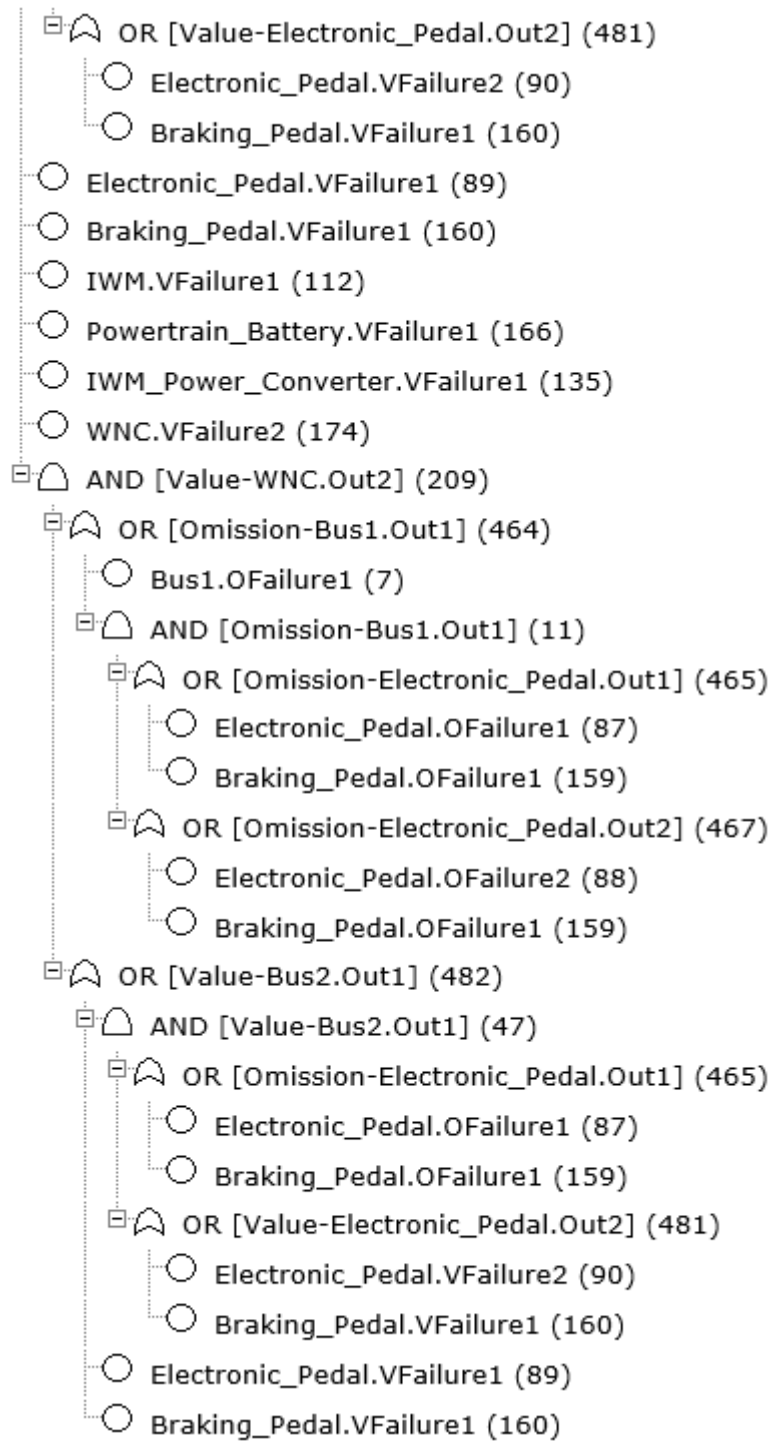 OR [Value-Electronic_Pedal.Out2] (481)
Electronic_Pedal.VFailure2 (90)
Braking_Pedal.VFailure1 (160)
Electronic_Pedal.VFailure1 (89)
Braking_Pedal.VFailure1 (160)
IWM.VFailure1 (112)
Powertrain_Battery.VFailure1 (166)
IWM_Power_Converter.VFailure1 (135)
WNC.VFailure2 (174)
AND [Value-WNC.Out2] (209)
OR [Omission-Bus1.Out1] (464)
Bus1.OFailure1 (7)
AND [Omission-Bus1.Out1] (11)
OR [Omission-Electronic_Pedal.Out1] (465)
Electronic_Pedal.OFailure1 (87)
Braking_Pedal.OFailure1 (159)
OR [Omission-Electronic_Pedal.Out2] (467)
Electronic_Pedal.OFailure2 (88)
Braking_Pedal.OFailure1 (159)
OR [Value-Bus2.Out1] (482)
AND [Value-Bus2.Out1] (47)
OR [Omission-Electronic_Pedal.Out1] (465)
Electronic_Pedal.OFailure1 (87)
Braking_Pedal.OFailure1 (159)
OR [Value-Electronic_Pedal.Out2] (481)
Electronic_Pedal.VFailure2 (90)
Braking_Pedal.VFailure1 (160)
Electronic_Pedal.VFailure1 (89)
Braking_Pedal.VFailure1 (160)